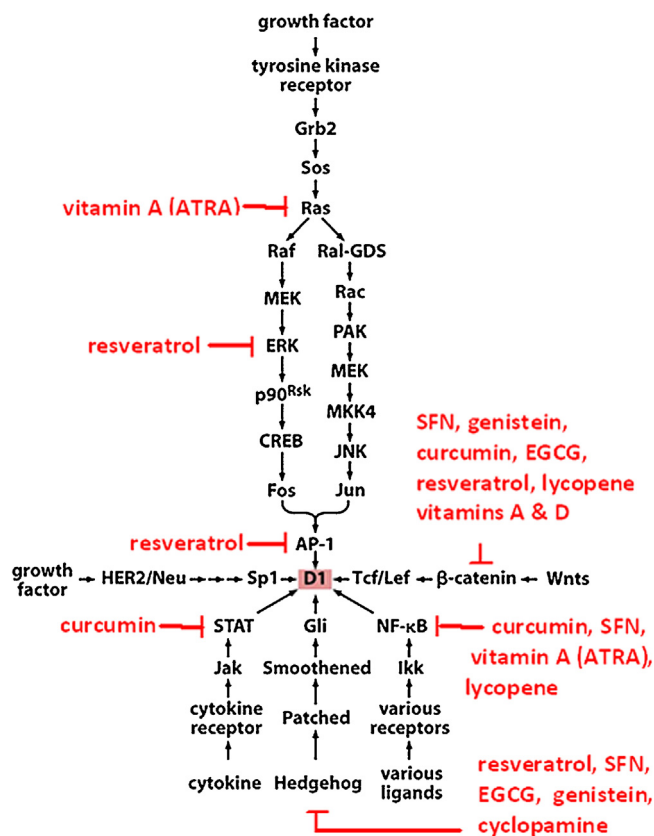 growth factor
tyrosine kinase
receptor
Grb2
Sos
vitamin A (ATRA)
Ras
Raf
Ral-GDS
MEK
Rac
PAK
resveratrol
ERK
MEK
p90Rsk
MKK4
CREB
JNK
Fos
Jun
SFN, genistein,
curcumin, EGCG,
resveratrol, lycopene
vitamins A & D
resveratrol
AP-1
growth
factor
HER2/Neu
Sp1
D1
Tcf/Lef
β-catenin
Wnts
curcumin
STAT
Gli
NF-κB
curcumin, SFN,
vitamin A (ATRA),
lycopene
Jak
Smoothened
Ikk
cytokine
receptor
Patched
various
receptors
cytokine
Hedgehog
various
ligands
resveratrol, SFN,
EGCG, genistein,
cyclopamine